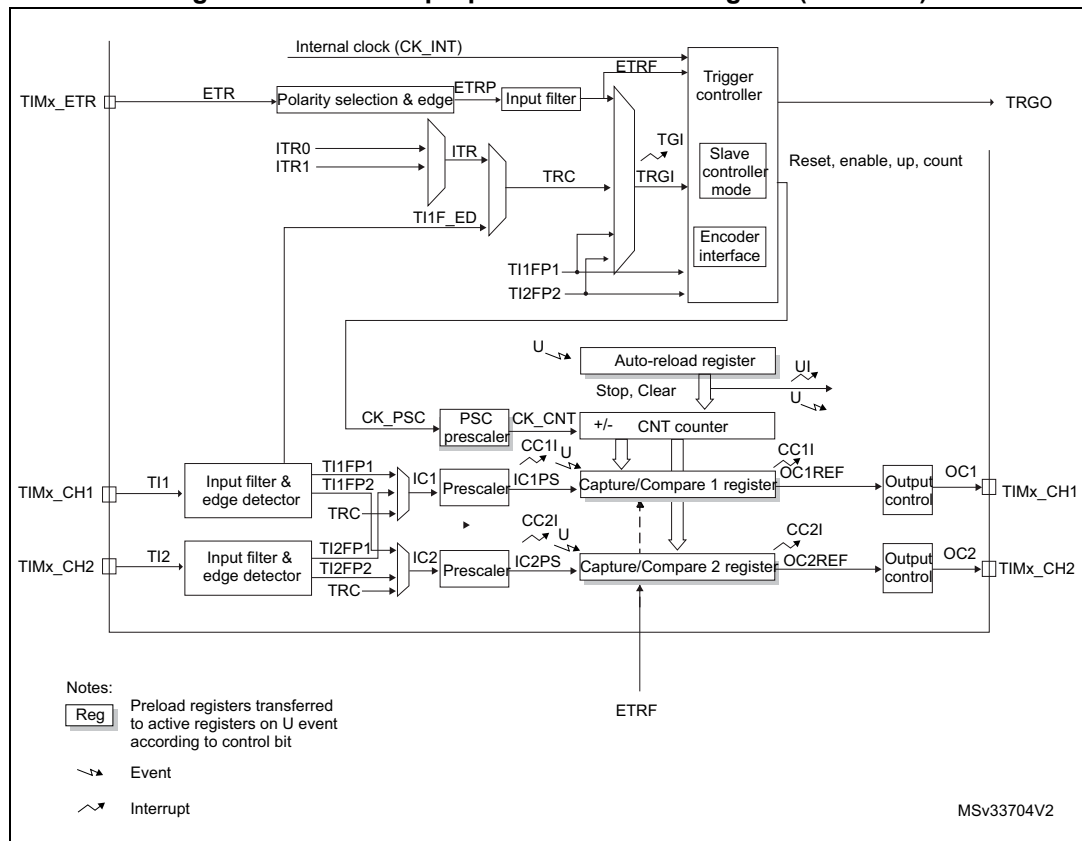 Internal clock (CK_INT)
ETRF
Trigger
controller
TIMx_ETR
ETR
Polarity selection & edge
ETRP
Input filter
TRGO
ITR0
ITR1
ITR
TGI
TRC
TRGI
Slave
controller
mode
Reset, enable, up, count
TI1F_ED
Encoder
interface
TI1FP1
TI2FP2
U
Auto-reload register
UI
Stop, Clear
U
CK_PSC
PSC
prescaler
CK_CNT
+/-
CNT counter
CC1I
U
CC1I
TIMx_CH1
TI1
Input filter &
edge detector
TI1FP1
TI1FP2
TRC
IC1
Prescaler
IC1PS
Capture/Compare 1 register
OC1REF
Output
control
OC1
TIMx_CH1
CC2I
U
CC2I
TIMx_CH2
TI2
Input filter &
edge detector
TI2FP1
TI2FP2
TRC
IC2
Prescaler
IC2PS
Capture/Compare 2 register
OC2REF
Output
control
OC2
TIMx_CH2
ETRF
Notes:
Reg
Preload registers transferred
to active registers on U event
according to control bit
Event
Interrupt
MSv33704V2